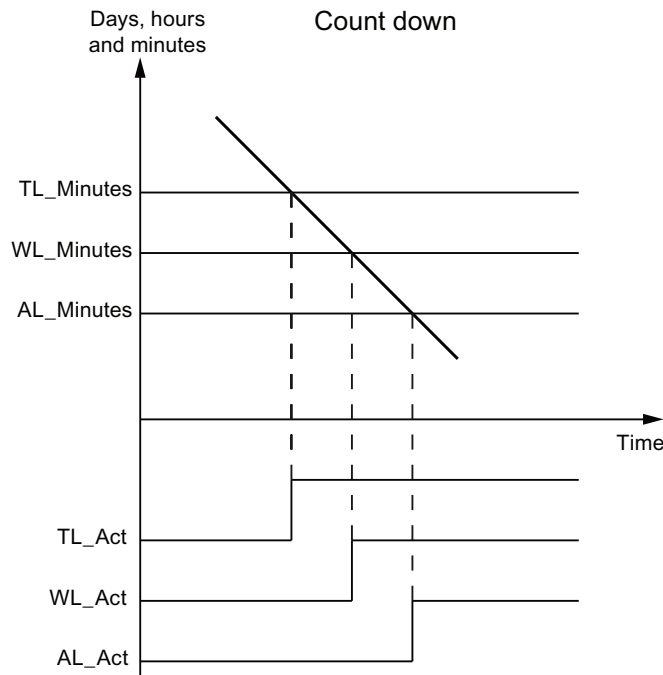 Days, hours
and minutes
Count down
TL_Minutes
WL_Minutes
AL_Minutes
Time
TL_Act
WL_Act
AL_Act